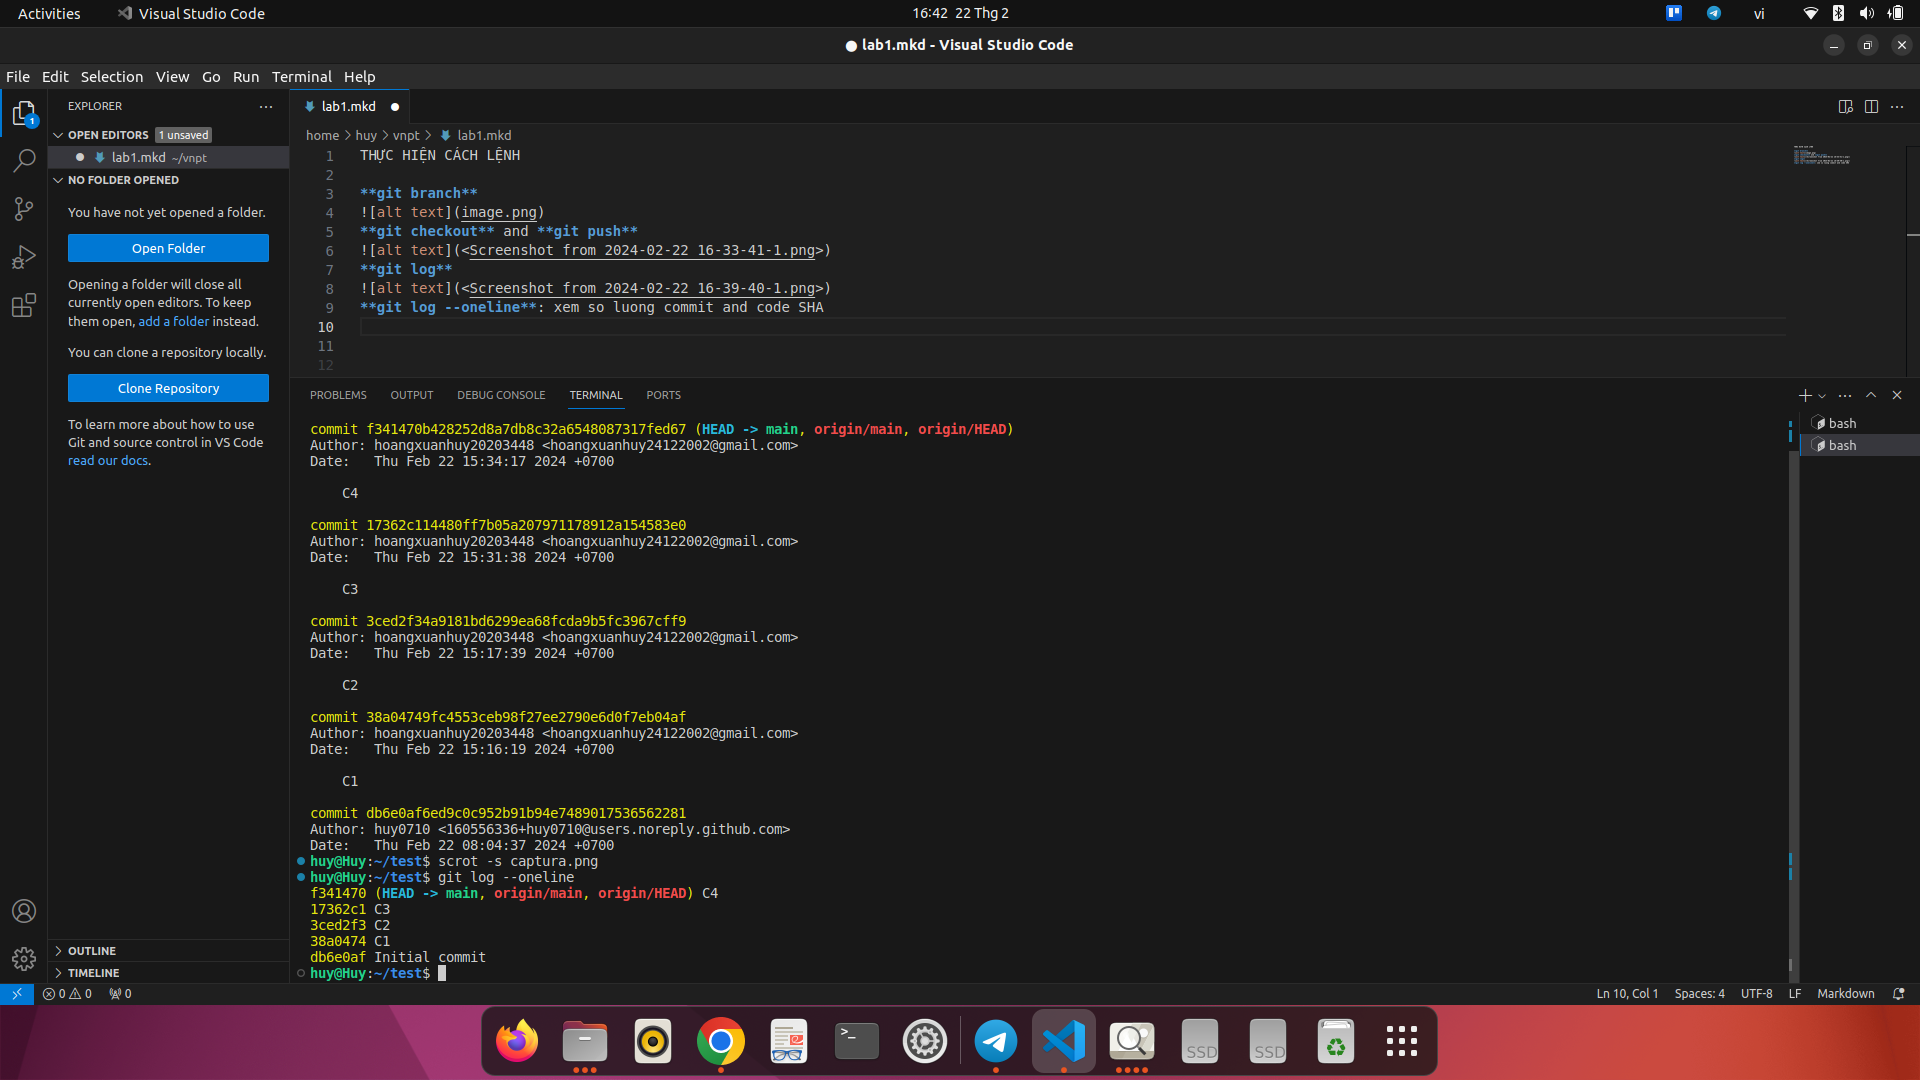 Activities
Visual Studio Code
16:42 22 Thg 2
vi
lab1.mkd - Visual Studio Code
File Edit Selection View Go Run Terminal Help
1
EXPLORER
OPEN EDITORS 1 unsaved
lab1.mkd ~/vnpt
NO FOLDER OPENED
You have not yet opened a folder.
Open Folder
Opening a folder will close all
currently open editors. To keep
them open, add a folder instead.
You can clone a repository locally.
Clone Repository
To learn more about how to use
Git and source control in VS Code
read our docs.
OUTLINE
TIMELINE
lab1.mkd
home > huy > vnpt > lab1.mkd
1 THỰC HIỆN CÁCH LỆNH
2
3 **git branch**
4 ![alt text](image.png)
5 **git checkout** and **git push**
6 ![alt text](<Screenshot from 2024-02-22 16-33-41-1.png>)
7 **git log**
8 ![alt text](<Screenshot from 2024-02-22 16-39-40-1.png>)
9 **git log --oneline**: xem so luong commit and code SHA
10
11
12
PROBLEMS OUTPUT DEBUG CONSOLE TERMINAL PORTS
bash
bash
commit f341470b428252d8a7db8c32a6548087317fed67 (HEAD -> main, origin/main, origin/HEAD)
Author: hoangxuanhuy20203448 <hoangxuanhuy24122002@gmail.com>
Date:   Thu Feb 22 15:34:17 2024 +0700
C4
commit 17362c114480ff7b05a207971178912a154583e0
Author: hoangxuanhuy20203448 <hoangxuanhuy24122002@gmail.com>
Date:   Thu Feb 22 15:31:38 2024 +0700
C3
commit 3ced2f34a9181bd6299ea68fcda9b5fc3967cff9
Author: hoangxuanhuy20203448 <hoangxuanhuy24122002@gmail.com>
Date:   Thu Feb 22 15:17:39 2024 +0700
C2
commit 38a04749fc4553ceb98f27ee2790e6d0f7eb04af
Author: hoangxuanhuy20203448 <hoangxuanhuy24122002@gmail.com>
Date:   Thu Feb 22 15:16:19 2024 +0700
C1
commit db6e0af6ed9c0c952b91b94e7489017536562281
Author: huy0710 <160556336+huy0710@users.noreply.github.com>
Date:   Thu Feb 22 08:04:37 2024 +0700
huy@Huy:~/test$ scrot -s captura.png
huy@Huy:~/test$ git log --oneline
f341470 (HEAD -> main, origin/main, origin/HEAD) C4
17362c1 C3
3ced2f3 C2
38a0474 C1
db6e0af Initial commit
huy@Huy:~/test$
0 0 0
Ln 10, Col 1 Spaces: 4 UTF-8 LF Markdown
SSD
SSD